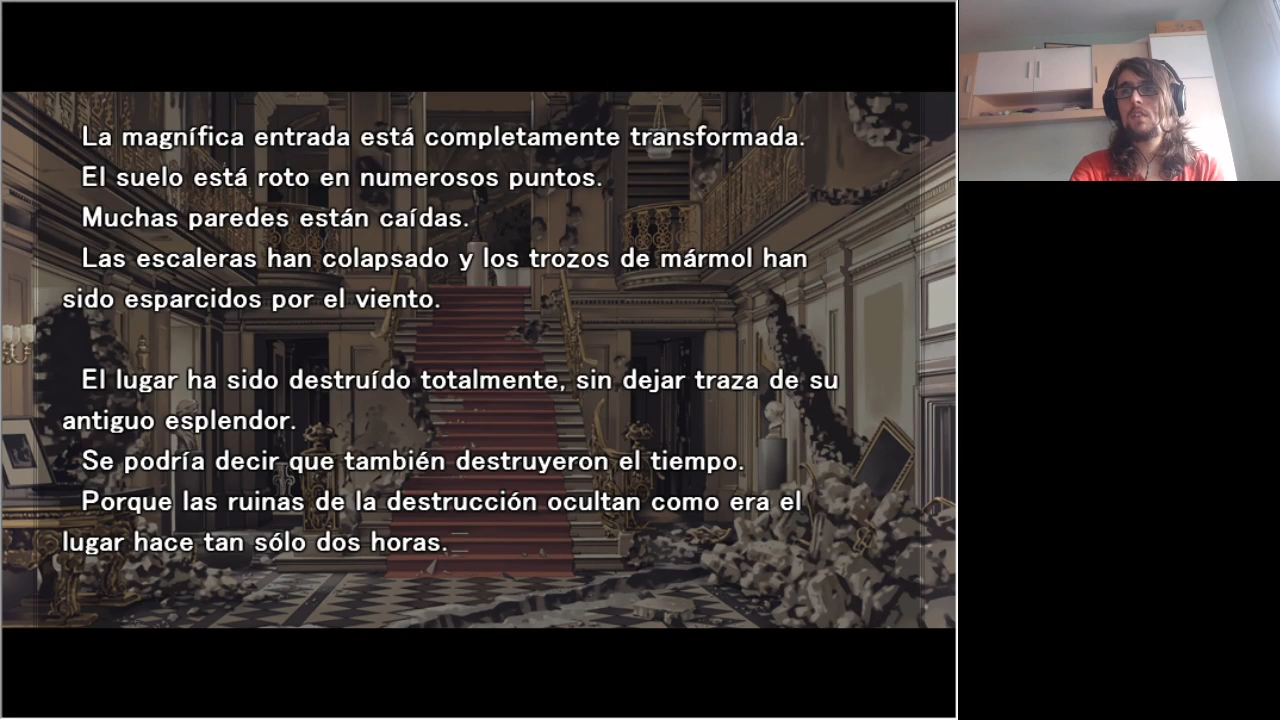 La magnífica entrada está completamente transformada.
El suelo está roto en numerosos puntos.
Muchas paredes están caídas.
Las escaleras han colapsado y los trozos de mármol han
sido esparcidos por el viento.
El lugar ha sido destruído totalmente, sin dejar traza de su
antiguo esplendor.
Se podría decir que también destruyeron el tiempo.
Porque las ruinas de la destrucción ocultan como era el
lugar hace tan sólo dos horas.